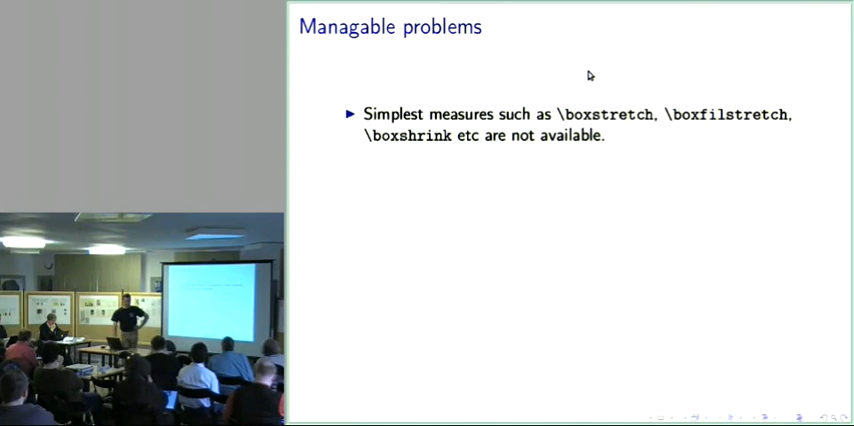 Managable problems
▶ Simplest measures such as \boxstretch, \boxfilstretch,
\boxshrink etc are not available.